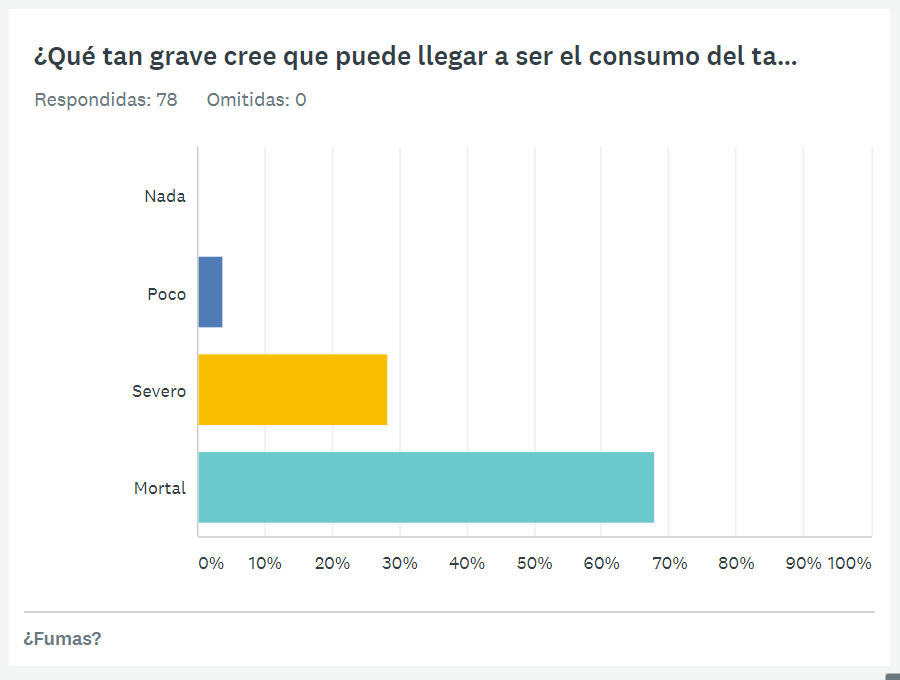 ¿Qué tan grave cree que puede llegar a ser el consumo del ta...
Respondidas: 78 Omitidas: 0
Nada
Poco
Severo
Mortal
0% 10% 20% 30% 40% 50% 60% 70% 80% 90% 100%
¿Fumas?